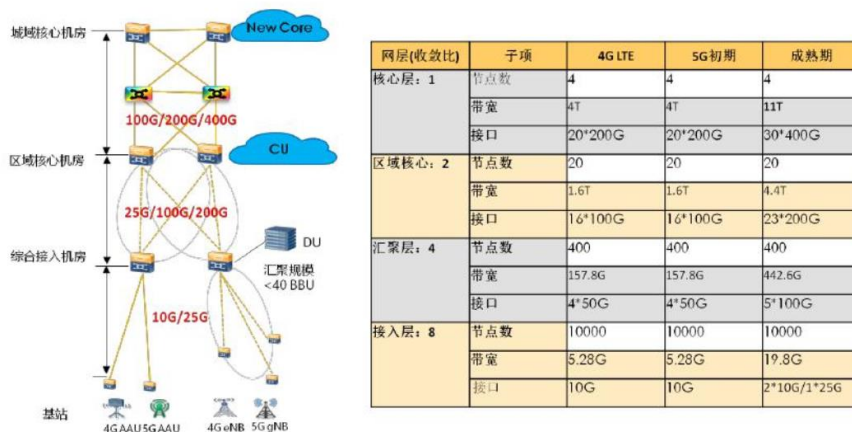 城域核心机房
New Core
100G/200G/400G
区域核心机房
CU
25G/100G/200G
DU
综合接入机房
汇聚规模
<40 BBU
10G/25G
基站
4G AAU 5G AAU 4G eNB 5G gNB
网层(收敛比) 子项 4G LTE 5G初期 成熟期
核心层：1 节点数 4 4 4
带宽 4T 4T 11T
接口 20*200G 20*200G 30*400G
区域核心：2 节点数 20 20 20
带宽 1.6T 1.6T 4.4T
接口 16*100G 16*100G 23*200G
汇聚层：4 节点数 400 400 400
带宽 157.8G 157.8G 442.6G
接口 4*50G 4*50G 5*100G
接入层：8 节点数 10000 10000 10000
带宽 5.28G 5.28G 19.8G
接口 10G 10G 2*10G/1*25G